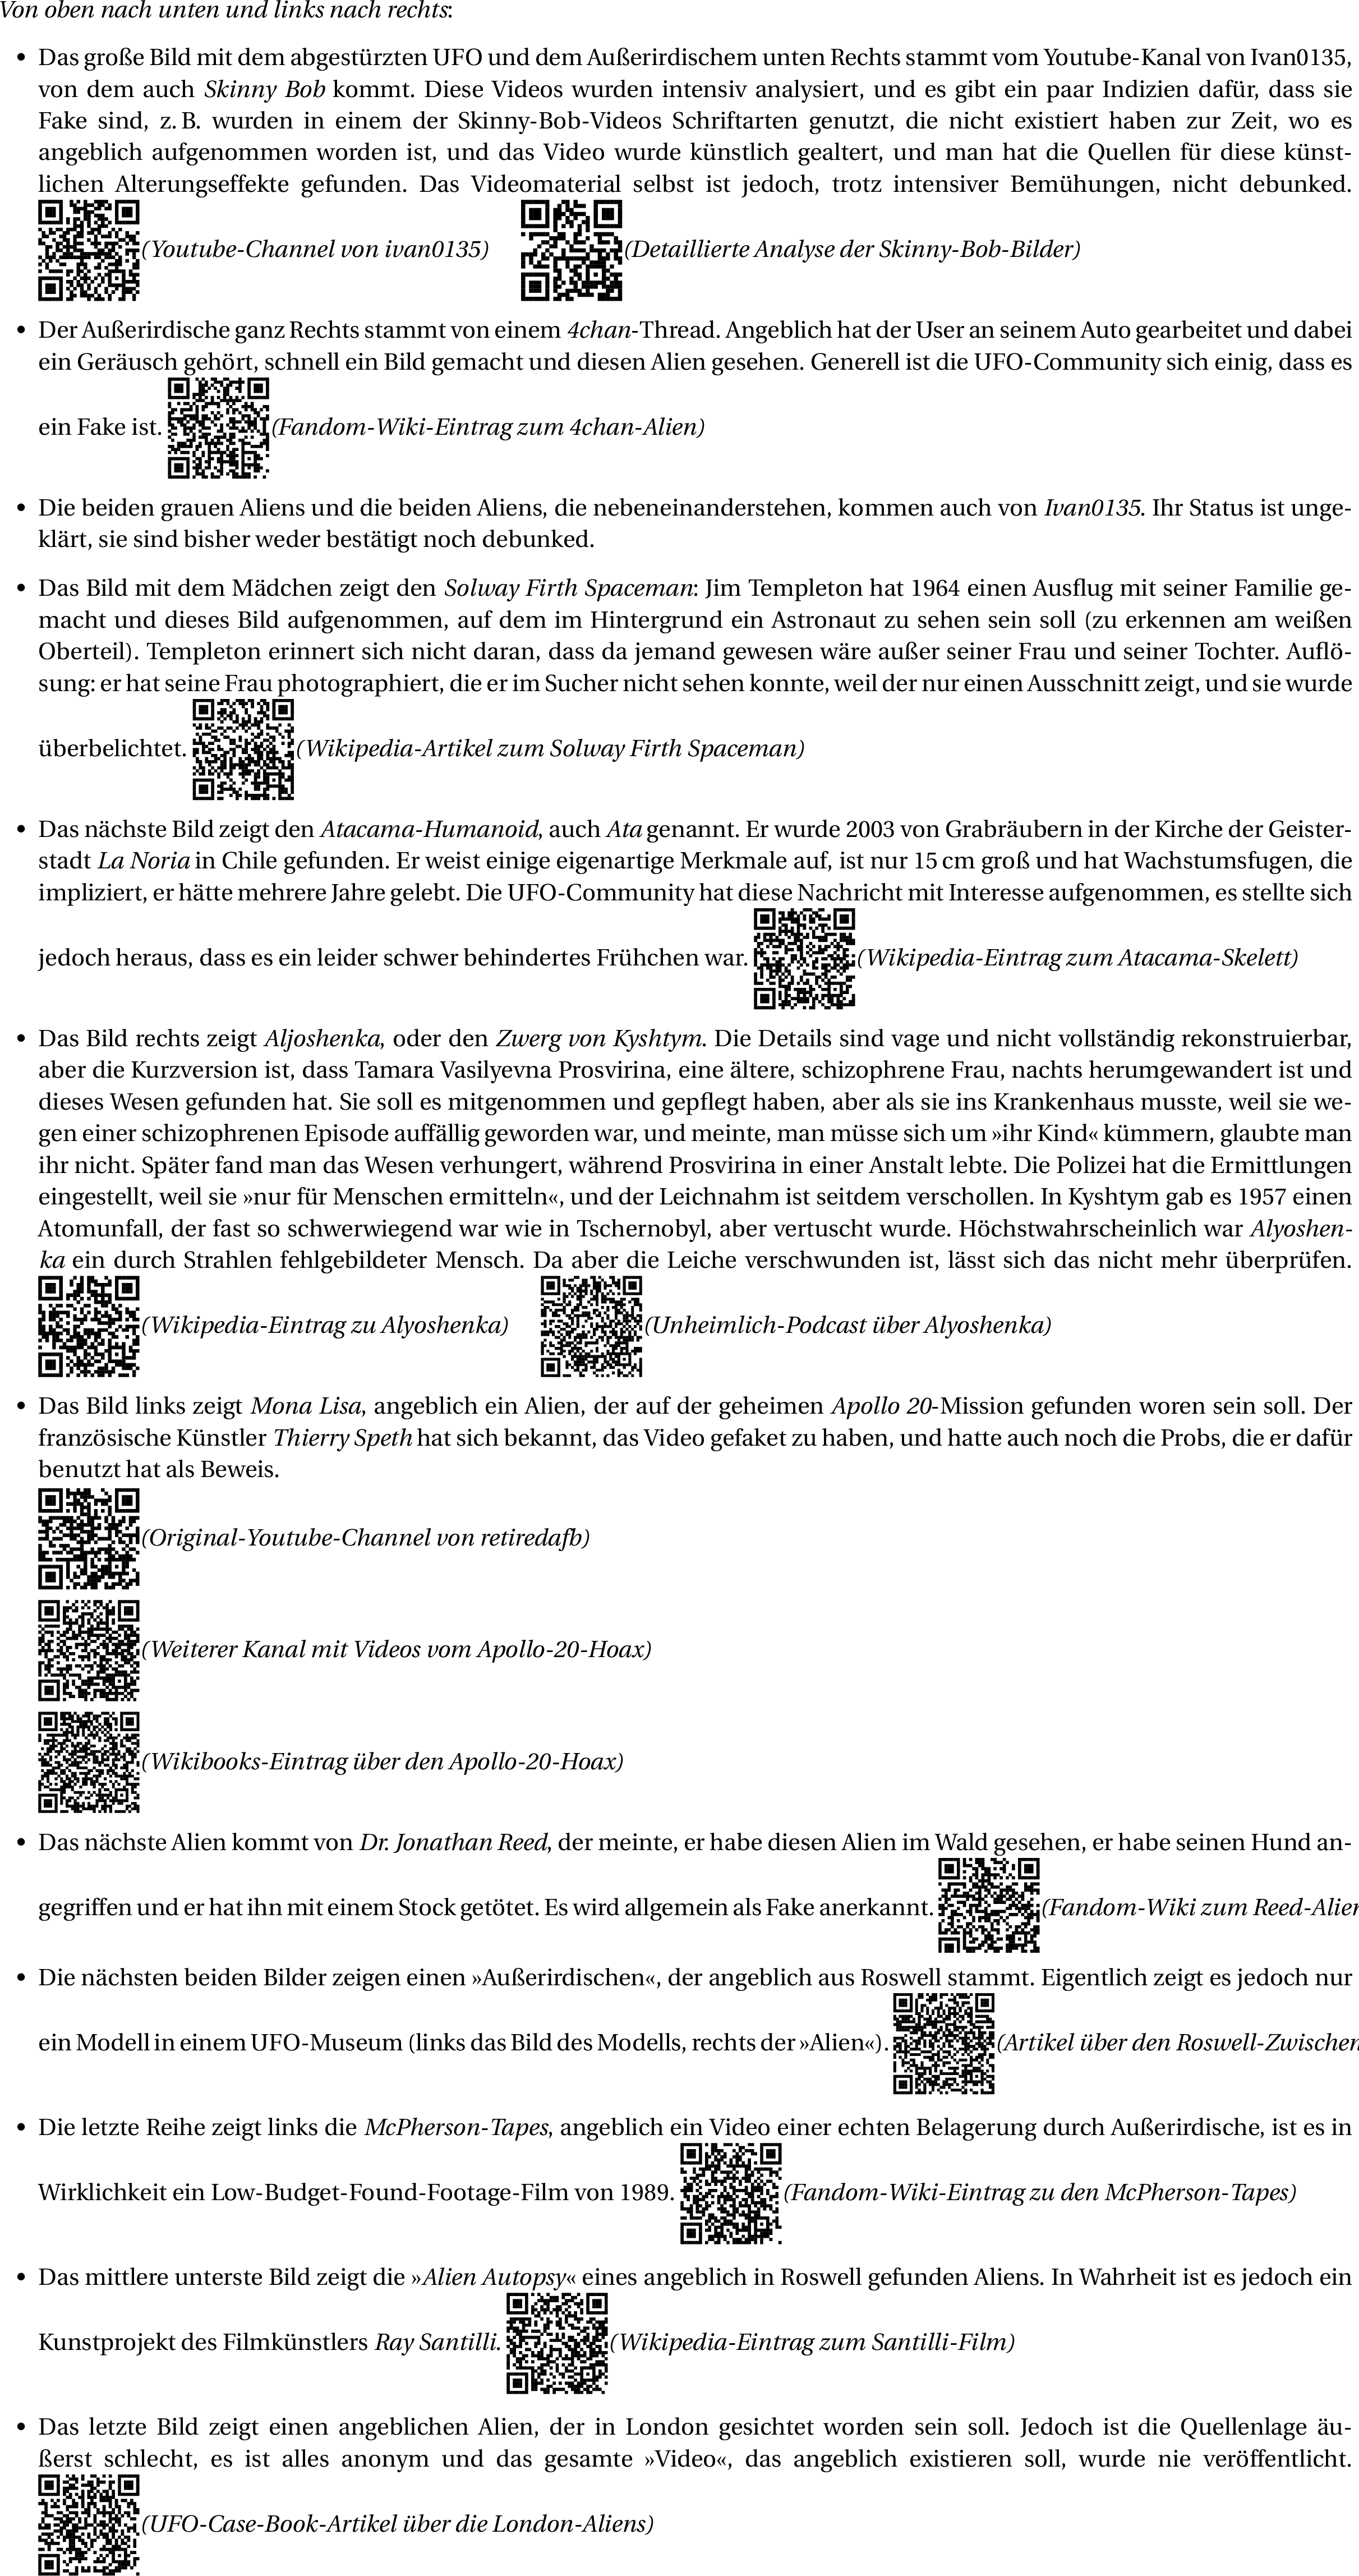 Von oben nach unten und links nach rechts:
• Das große Bild mit dem abgestürzten UFO und dem Außerirdischem unten Rechts stammt vom Youtube-Kanal von Ivan0135,
von dem auch Skinny Bob kommt. Diese Videos wurden intensiv analysiert, und es gibt ein paar Indizien dafür, dass sie
Fake sind, z. B. wurden in einem der Skinny-Bob-Videos Schriftarten genutzt, die nicht existiert haben zur Zeit, wo es
angeblich aufgenommen worden ist, und das Video wurde künstlich gealtert, und man hat die Quellen für diese künst-
lichen Alterungseffekte gefunden. Das Videomaterial selbst ist jedoch, trotz intensiver Bemühungen, nicht debunked.
(Youtube-Channel von ivan0135) (Detaillierte Analyse der Skinny-Bob-Bilder)
• Der Außerirdische ganz Rechts stammt von einem 4chan-Thread. Angeblich hat der User an seinem Auto gearbeitet und dabei
ein Geräusch gehört, schnell ein Bild gemacht und diesen Alien gesehen. Generell ist die UFO-Community sich einig, dass es
ein Fake ist. (Fandom-Wiki-Eintrag zum 4chan-Alien)
• Die beiden grauen Aliens und die beiden Aliens, die nebeneinanderstehen, kommen auch von Ivan0135. Ihr Status ist unge-
klärt, sie sind bisher weder bestätigt noch debunked.
• Das Bild mit dem Mädchen zeigt den Solway Firth Spaceman: Jim Templeton hat 1964 einen Ausflug mit seiner Familie ge-
macht und dieses Bild aufgenommen, auf dem im Hintergrund ein Astronaut zu sehen sein soll (zu erkennen am weißen
Oberteil). Templeton erinnert sich nicht daran, dass da jemand gewesen wäre außer seiner Frau und seiner Tochter. Auflö-
sung: er hat seine Frau photographiert, die er im Sucher nicht sehen konnte, weil der nur einen Ausschnitt zeigt, und sie wurde
überbelichtet. (Wikipedia-Artikel zum Solway Firth Spaceman)
• Das nächste Bild zeigt den Atacama-Humanoid, auch Ata genannt. Er wurde 2003 von Grabräubern in der Kirche der Geister-
stadt La Noria in Chile gefunden. Er weist einige eigenartige Merkmale auf, ist nur 15 cm groß und hat Wachstumsfugen, die
impliziert, er hätte mehrere Jahre gelebt. Die UFO-Community hat diese Nachricht mit Interesse aufgenommen, es stellte sich
jedoch heraus, dass es ein leider schwer behindertes Frühchen war. (Wikipedia-Eintrag zum Atacama-Skelett)
• Das Bild rechts zeigt Aljoshenka, oder den Zwerg von Kyshtym. Die Details sind vage und nicht vollständig rekonstruierbar,
aber die Kurzversion ist, dass Tamara Vasilyevna Prosvirina, eine ältere, schizophrene Frau, nachts herumgewandert ist und
dieses Wesen gefunden hat. Sie soll es mitgenommen und gepflegt haben, aber als sie ins Krankenhaus musste, weil sie we-
gen einer schizophrenen Episode auffällig geworden war, und meinte, man müsse sich um »ihr Kind« kümmern, glaubte man
ihr nicht. Später fand man das Wesen verhungert, während Prosvirina in einer Anstalt lebte. Die Polizei hat die Ermittlungen
eingestellt, weil sie »nur für Menschen ermitteln«, und der Leichnahm ist seitdem verschollen. In Kyshtym gab es 1957 einen
Atomunfall, der fast so schwerwiegend war wie in Tschernobyl, aber vertuscht wurde. Höchstwahrscheinlich war Alyoshen-
ka ein durch Strahlen fehlgebildeter Mensch. Da aber die Leiche verschwunden ist, lässt sich das nicht mehr überprüfen.
(Wikipedia-Eintrag zu Alyoshenka) (Unheimlich-Podcast über Alyoshenka)
• Das Bild links zeigt Mona Lisa, angeblich ein Alien, der auf der geheimen Apollo 20-Mission gefunden woren sein soll. Der
französische Künstler Thierry Speth hat sich bekannt, das Video gefaket zu haben, und hatte auch noch die Probs, die er dafür
benutzt hat als Beweis.
(Original-Youtube-Channel von retiredafb)
(Weiterer Kanal mit Videos vom Apollo-20-Hoax)
(Wikibooks-Eintrag über den Apollo-20-Hoax)
• Das nächste Alien kommt von Dr. Jonathan Reed, der meinte, er habe diesen Alien im Wald gesehen, er habe seinen Hund an-
gegriffen und er hat ihn mit einem Stock getötet. Es wird allgemein als Fake anerkannt. (Fandom-Wiki zum Reed-Alien
• Die nächsten beiden Bilder zeigen einen »Außerirdischen«, der angeblich aus Roswell stammt. Eigentlich zeigt es jedoch nur
ein Modell in einem UFO-Museum (links das Bild des Modells, rechts der »Alien«). (Artikel über den Roswell-Zwischen
• Die letzte Reihe zeigt links die McPherson-Tapes, angeblich ein Video einer echten Belagerung durch Außerirdische, ist es in
Wirklichkeit ein Low-Budget-Found-Footage-Film von 1989. (Fandom-Wiki-Eintrag zu den McPherson-Tapes)
• Das mittlere unterste Bild zeigt die »Alien Autopsy« eines angeblich in Roswell gefunden Aliens. In Wahrheit ist es jedoch ein
Kunstprojekt des Filmkünstlers Ray Santilli. (Wikipedia-Eintrag zum Santilli-Film)
• Das letzte Bild zeigt einen angeblichen Alien, der in London gesichtet worden sein soll. Jedoch ist die Quellenlage äu-
ßerst schlecht, es ist alles anonym und das gesamte »Video«, das angeblich existieren soll, wurde nie veröffentlicht.
(UFO-Case-Book-Artikel über die London-Aliens)